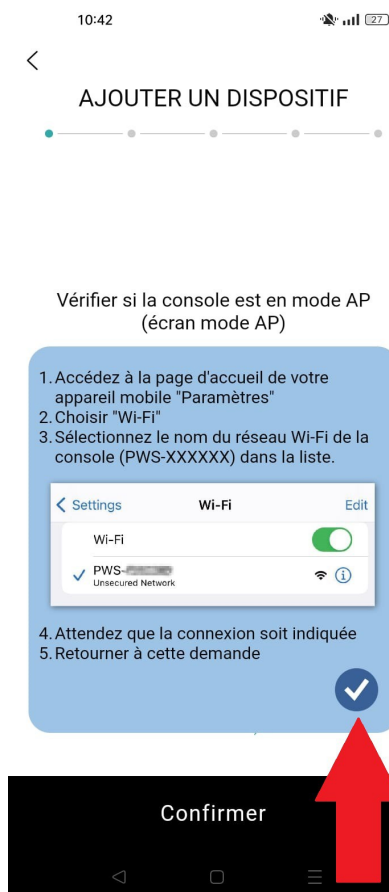 10:42
27
AJOUTER UN DISPOSITIF
Vérifier si la console est en mode AP
(écran mode AP)
1. Accédez à la page d'accueil de votre
appareil mobile "Paramètres"
2. Choisir "Wi-Fi"
3. Sélectionnez le nom du réseau Wi-Fi de la
console (PWS-XXXXXX) dans la liste.
Settings Wi-Fi Edit
Wi-Fi
PWS-
Unsecured Network
4. Attendez que la connexion soit indiquée
5. Retourner à cette demande
Confirmer